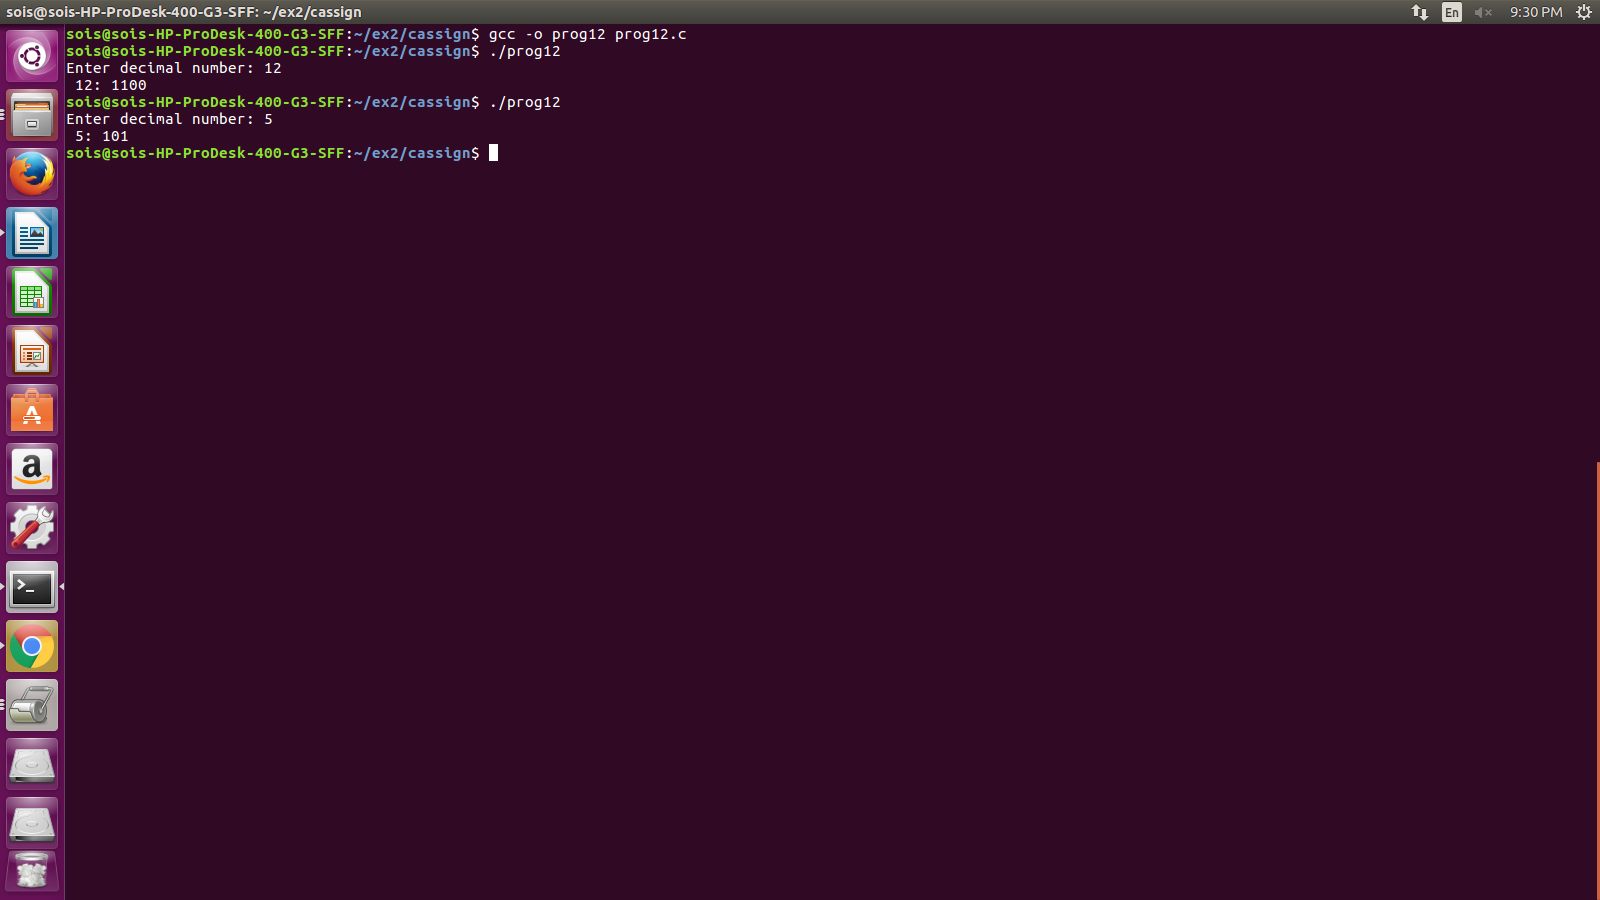 sois@sois-HP-ProDesk-400-G3-SFF: ~/ex2/cassign
En
9:30 PM
sois@sois-HP-ProDesk-400-G3-SFF:~/ex2/cassign$ gcc -o prog12 prog12.c
sois@sois-HP-ProDesk-400-G3-SFF:~/ex2/cassign$ ./prog12
Enter decimal number: 12
 12: 1100
sois@sois-HP-ProDesk-400-G3-SFF:~/ex2/cassign$ ./prog12
Enter decimal number: 5
 5: 101
sois@sois-HP-ProDesk-400-G3-SFF:~/ex2/cassign$
A
a
>_